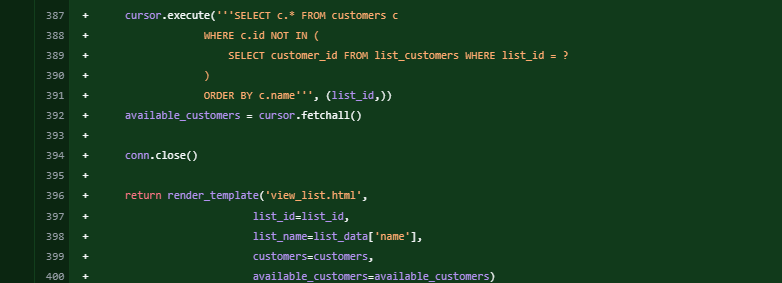 387 + cursor.execute('''SELECT c.* FROM customers c
388 + WHERE c.id NOT IN (
389 + SELECT customer_id FROM list_customers WHERE list_id = ?
390 + )
391 + ORDER BY c.name''', (list_id,))
392 + available_customers = cursor.fetchall()
393 +
394 + conn.close()
395 +
396 + return render_template('view_list.html',
397 + list_id=list_id,
398 + list_name=list_data['name'],
399 + customers=customers,
400 + available_customers=available_customers)